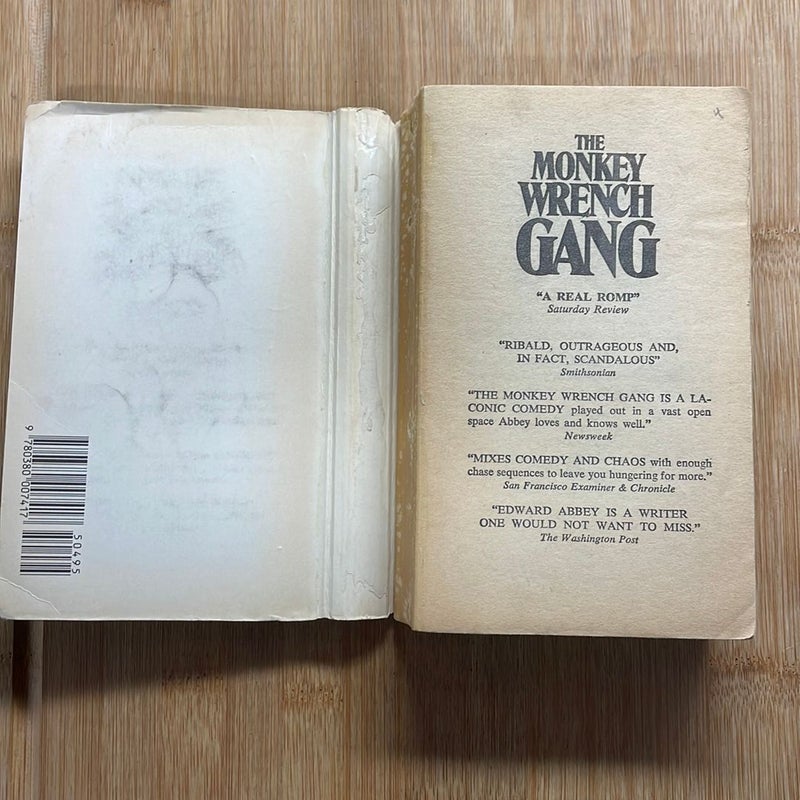 9 780380 007417
50495
THE
MONKEY
WRENCH
GANG
"A REAL ROMP"
Saturday Review
"RIBALD, OUTRAGEOUS AND,
IN FACT, SCANDALOUS"
Smithsonian
"THE MONKEY WRENCH GANG IS A LA-
CONIC COMEDY played out in a vast open
space Abbey loves and knows well."
Newsweek
"MIXES COMEDY AND CHAOS with enough
chase sequences to leave you hungering for more."
San Francisco Examiner & Chronicle
"EDWARD ABBEY IS A WRITER
ONE WOULD NOT WANT TO MISS."
The Washington Post